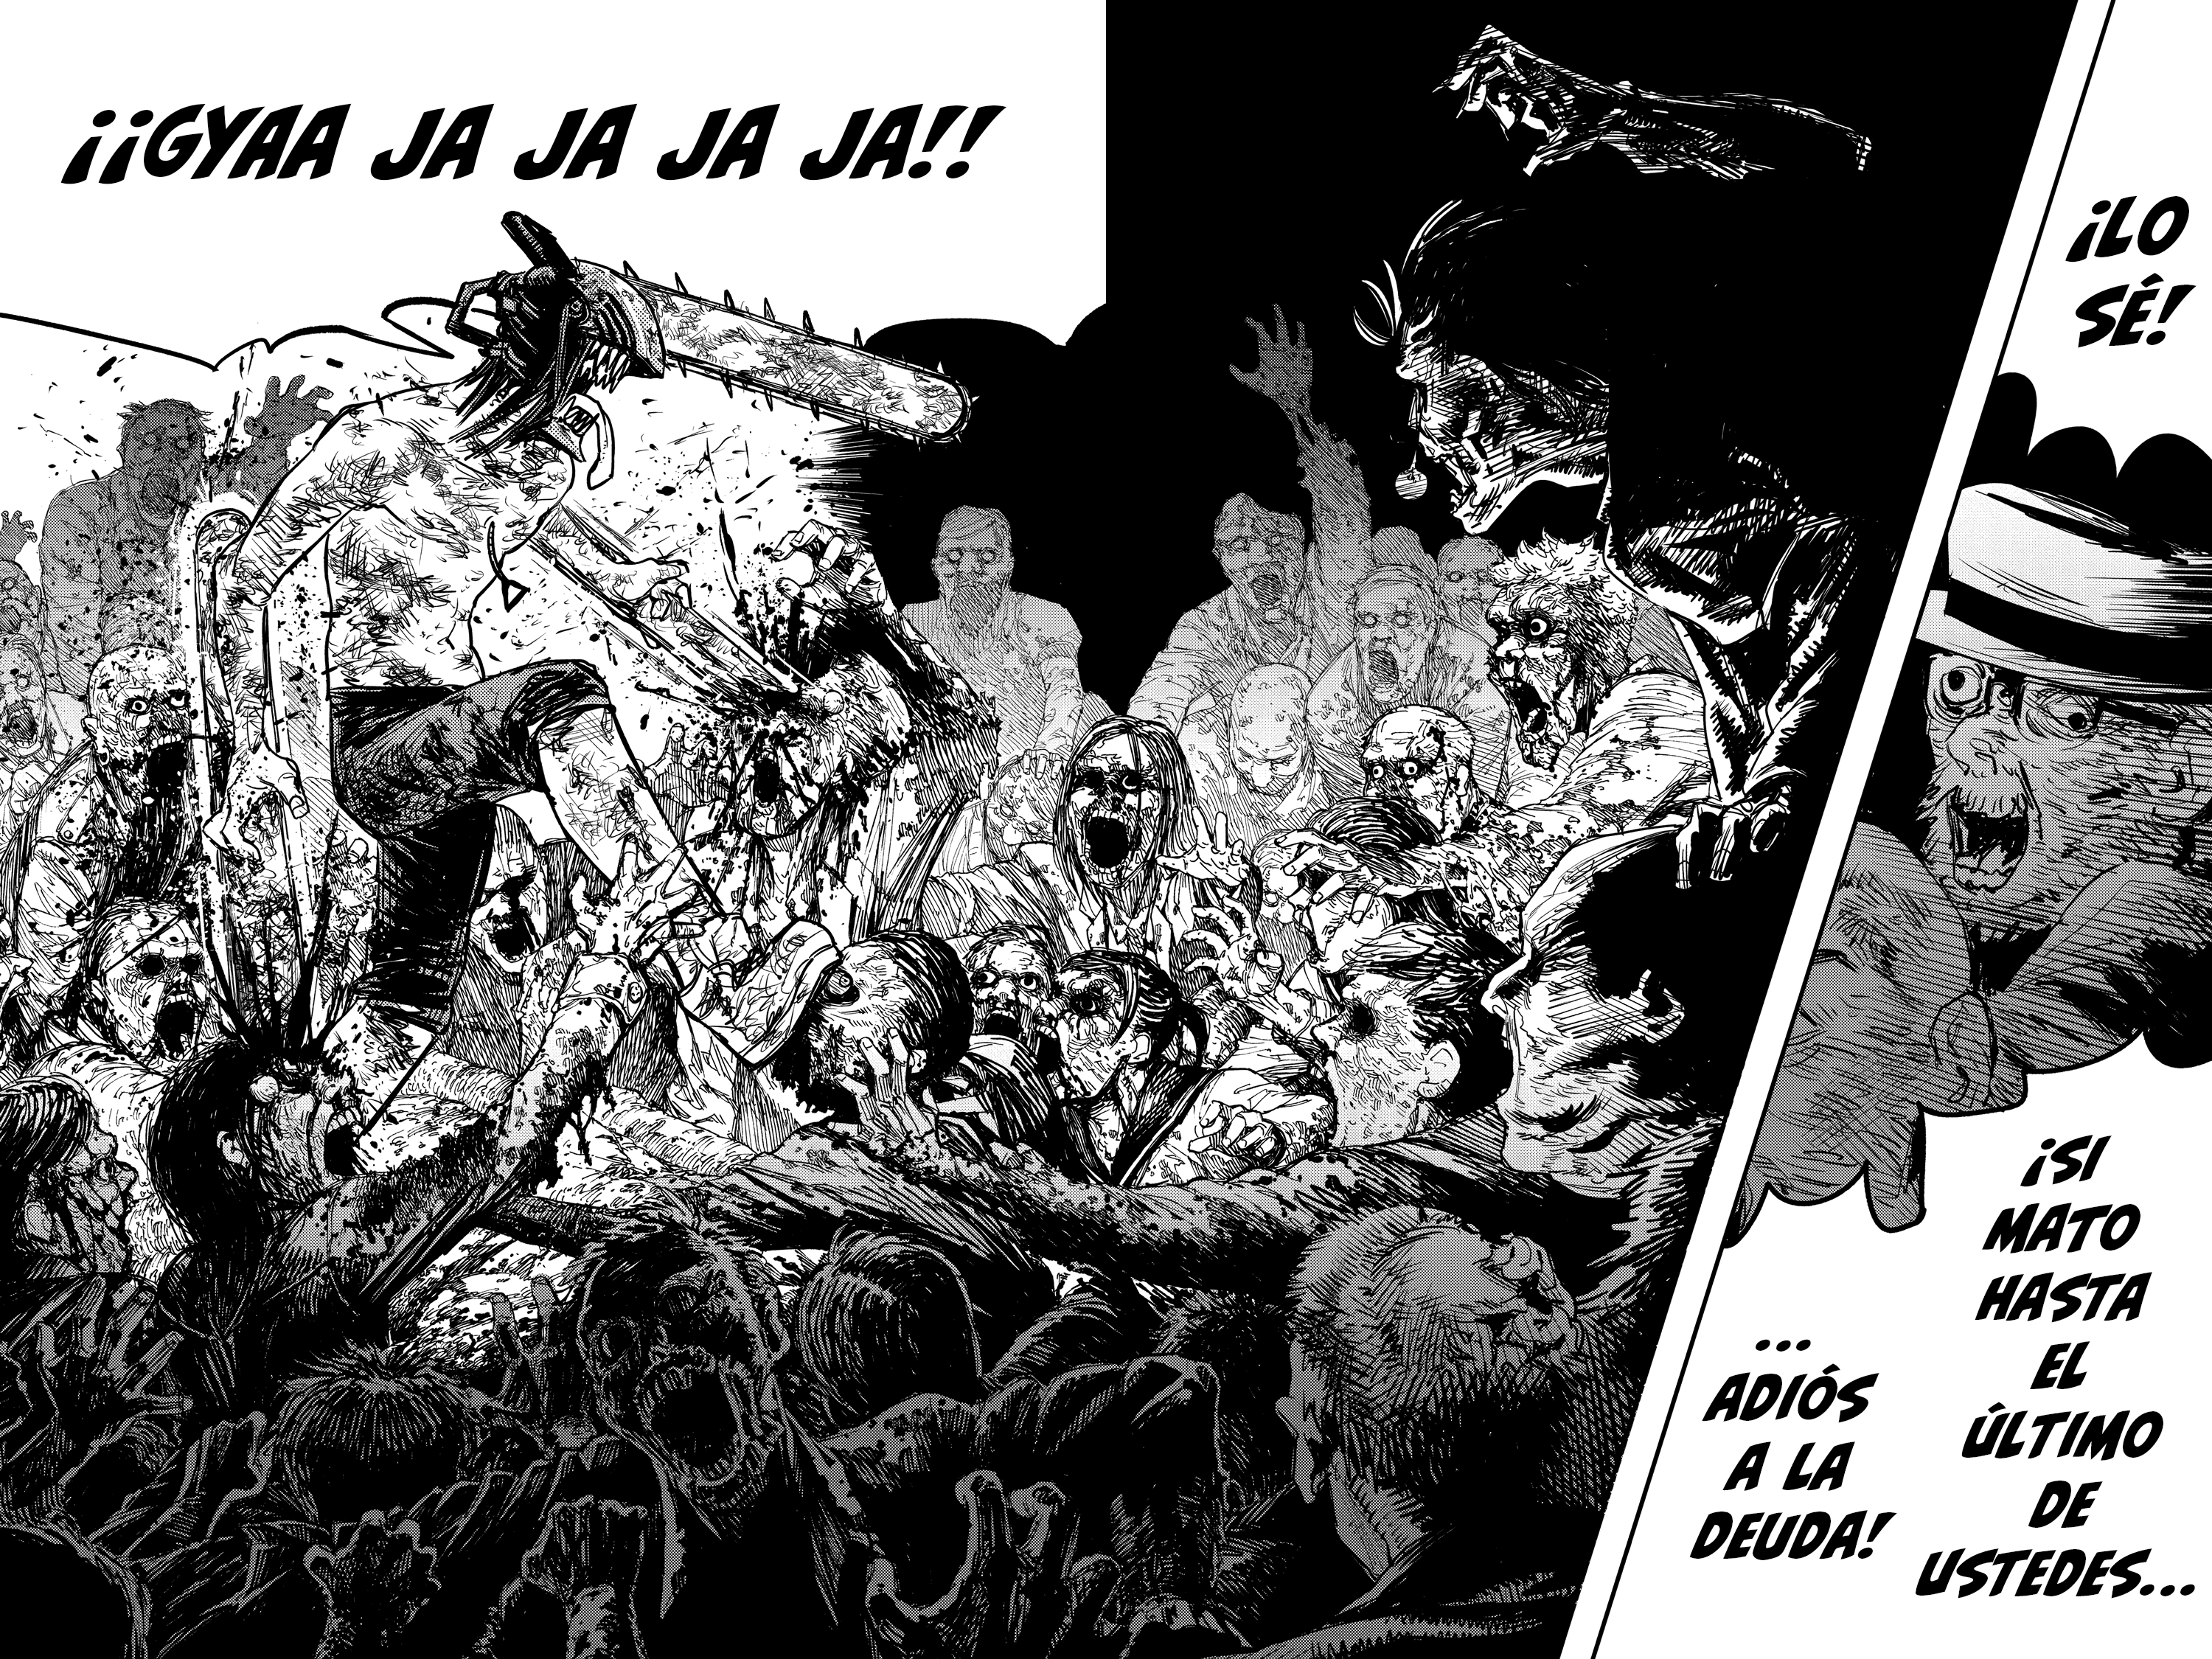 ¡LO
SÉ!
¡SI
MATO
HASTA
EL
ÚLTIMO
DE
USTEDES...
...
ADIÓS
A LA
DEUDA!
¡¡GYAA JA JA JA JA!!